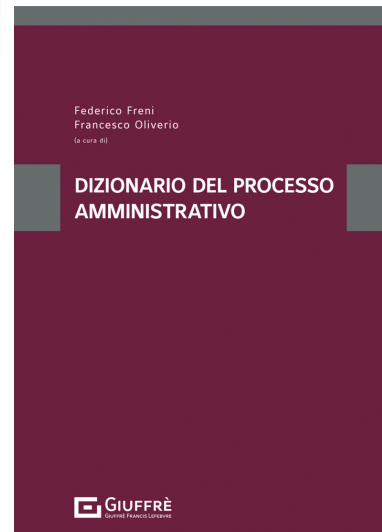 Federico Freni
Francesco Oliverio
(a cura di)
DIZIONARIO DEL PROCESSO
AMMINISTRATIVO
GIUFFRÈ
GIUFFRÈ FRANCIS LEFEBVRE